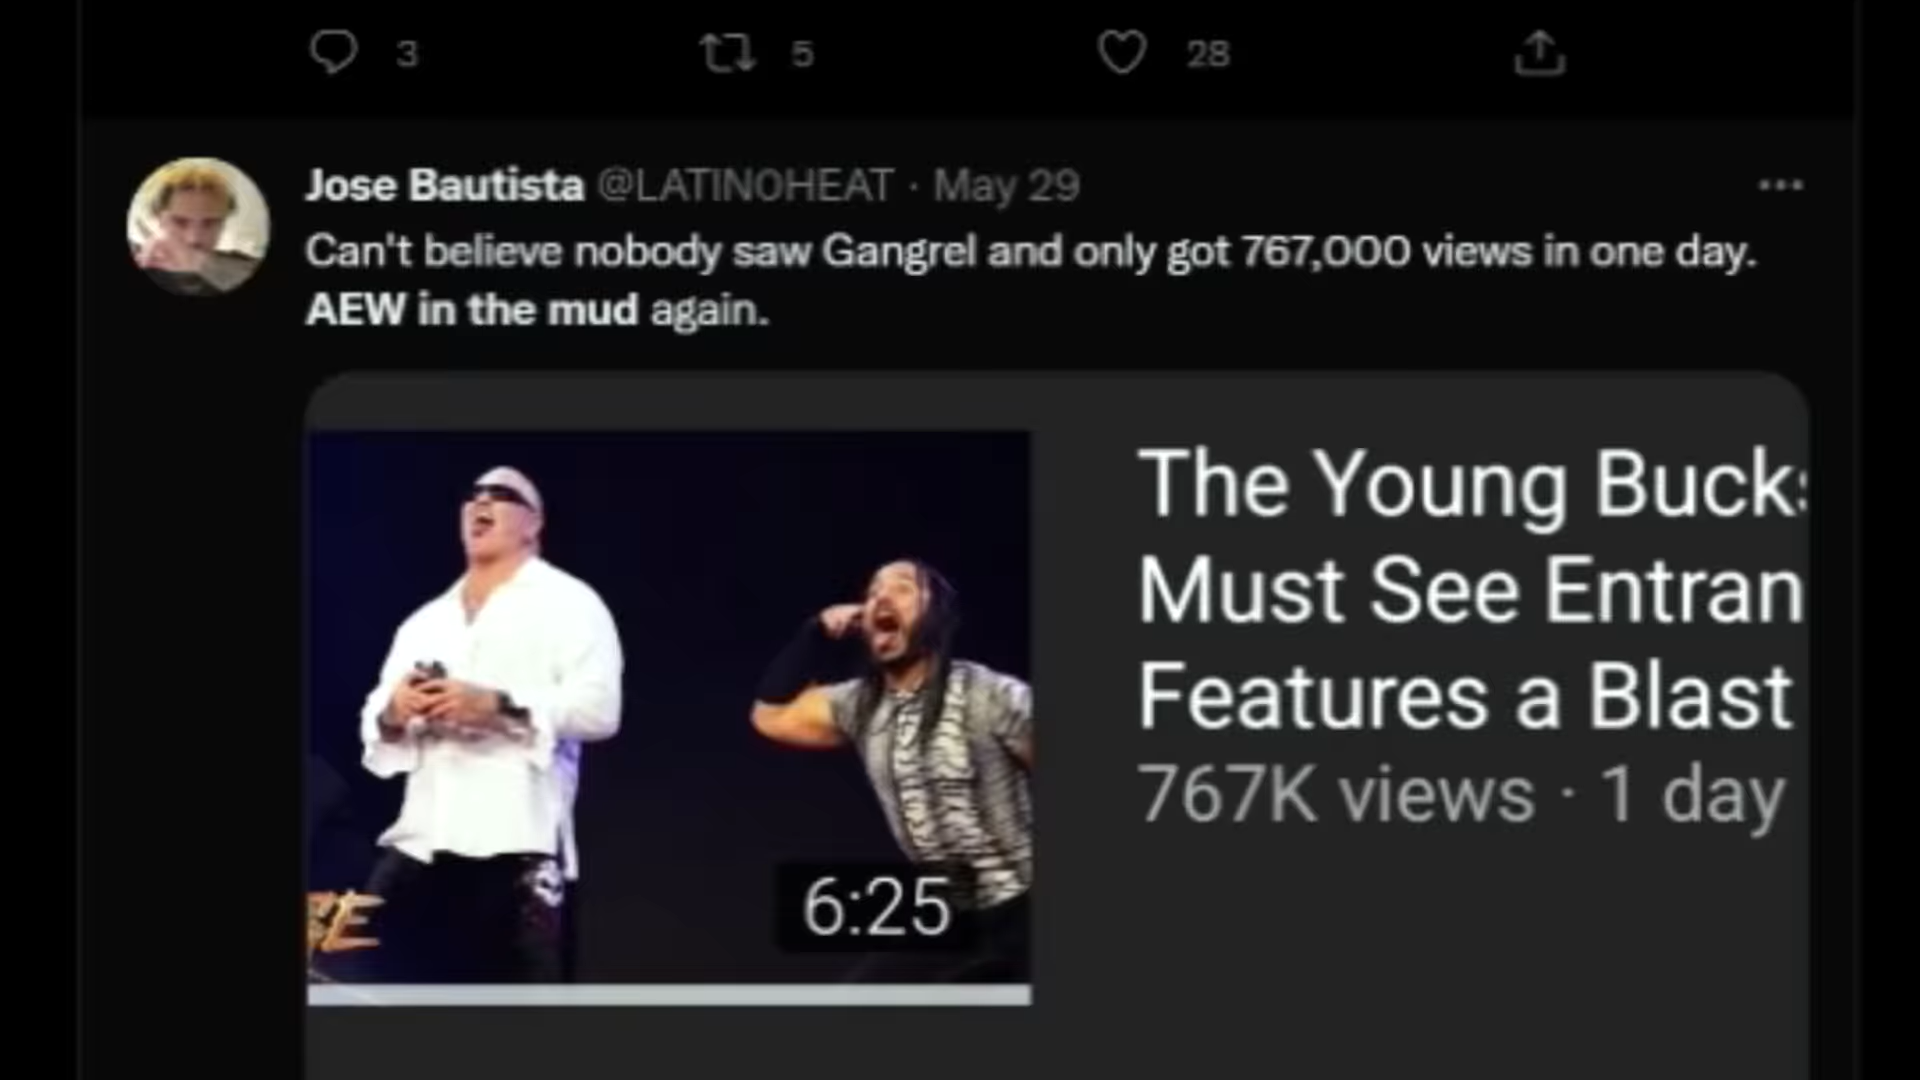 3 5 28
Jose Bautista @LATINOHEAT · May 29
Can't believe nobody saw Gangrel and only got 767,000 views in one day.
AEW in the mud again.
The Young Bucks
Must See Entran
Features a Blast
767K views · 1 day
6:25